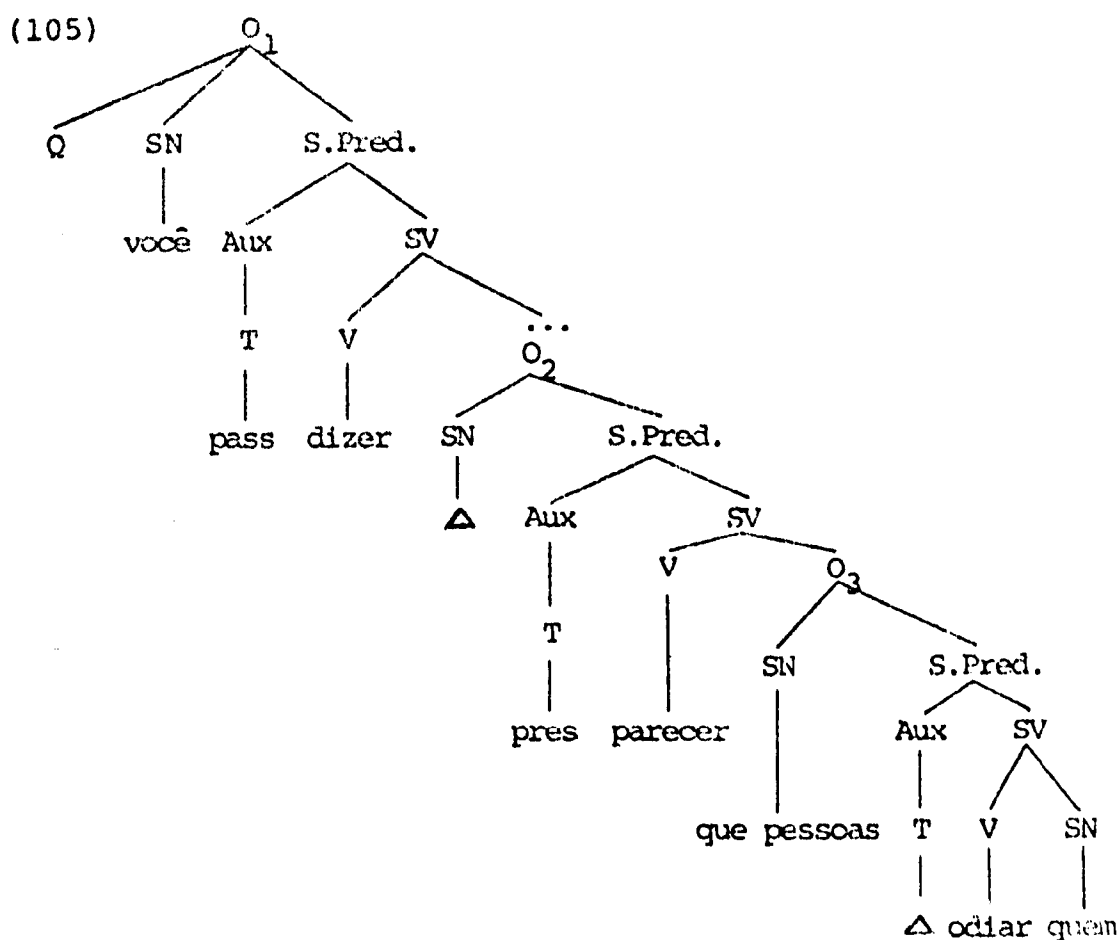 (105) O1
Q SN S.Pred.
você Aux SV
T V ...
O2
pass dizer SN S.Pred.
Δ Aux SV
V O3
T
SN S.Pred.
pres parecer Aux SV
que pessoas T V SN
Δ odiar quem